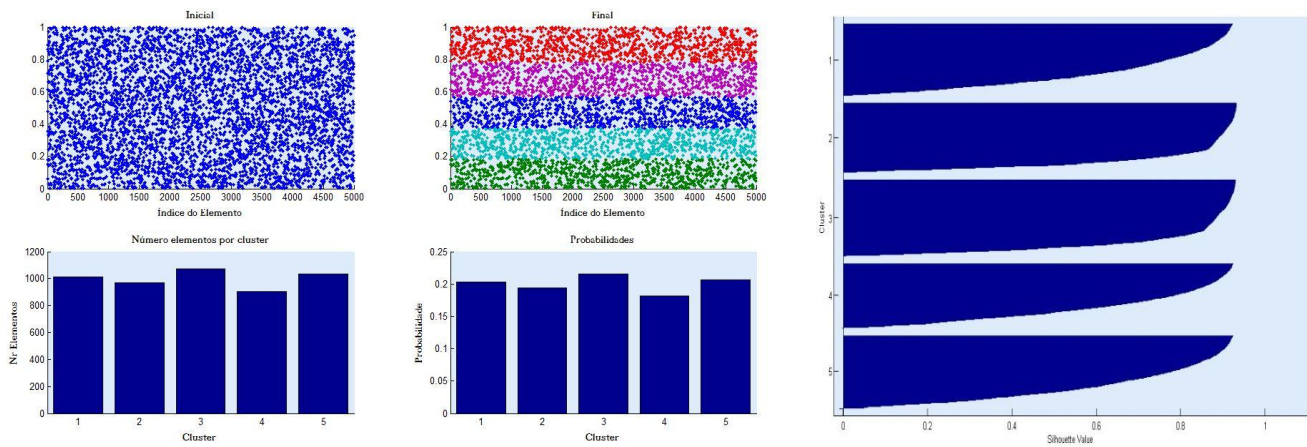 Inicial
1
0.8
0.6
0.4
0.2
0
0 500 1000 1500 2000 2500 3000 3500 4000 4500 5000
Índice do Elemento
Final
1
0.8
0.6
0.4
0.2
0
0 500 1000 1500 2000 2500 3000 3500 4000 4500 5000
Índice do Elemento
Número elementos por cluster
Nr Elementos
1200
1000
800
600
400
200
0
1 2 3 4 5
Cluster
Probabilidades
Probabilidade
0.25
0.2
0.15
0.1
0.05
0
1 2 3 4 5
Cluster
Cluster
1
2
3
4
5
0 0.2 0.4 0.6 0.8 1
Silhouette Value